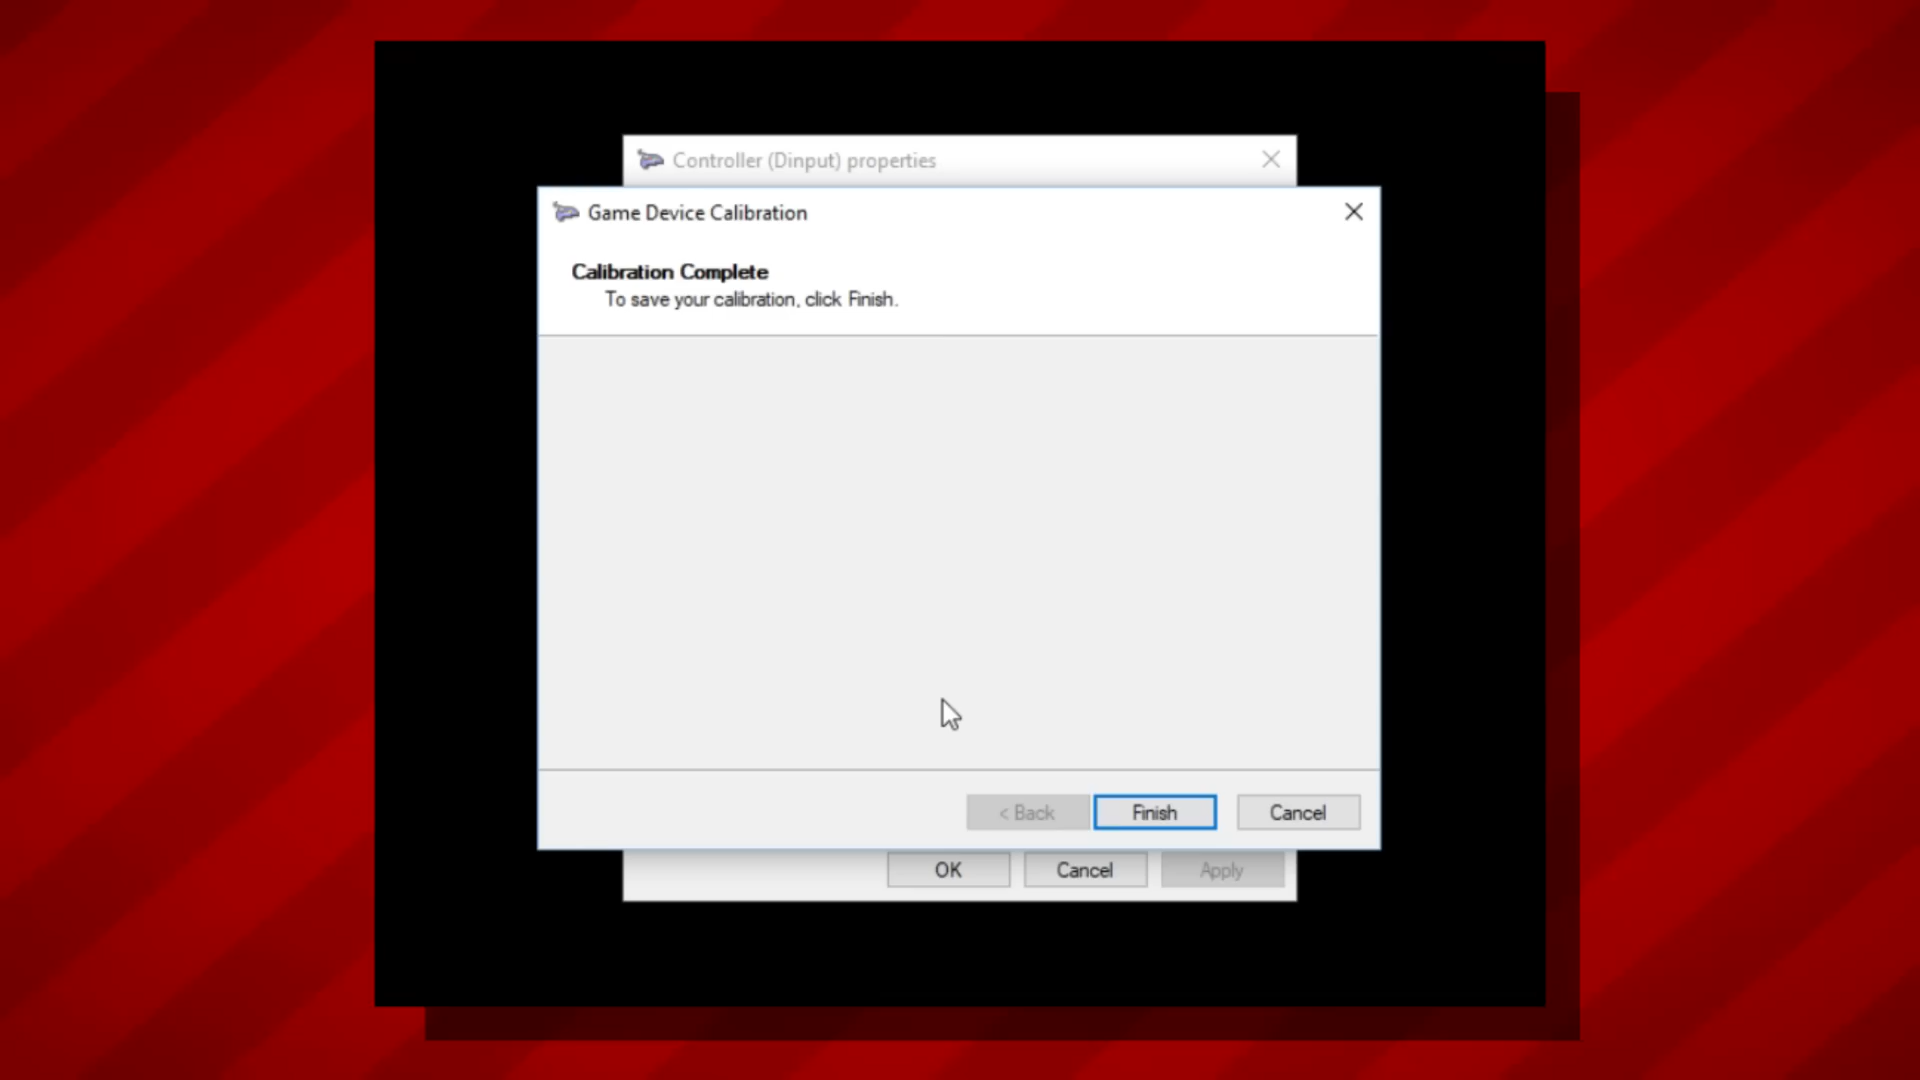 Controller (Dinput) properties
Game Device Calibration
Calibration Complete
To save your calibration, click Finish.
< Back Finish Cancel
OK Cancel Apply